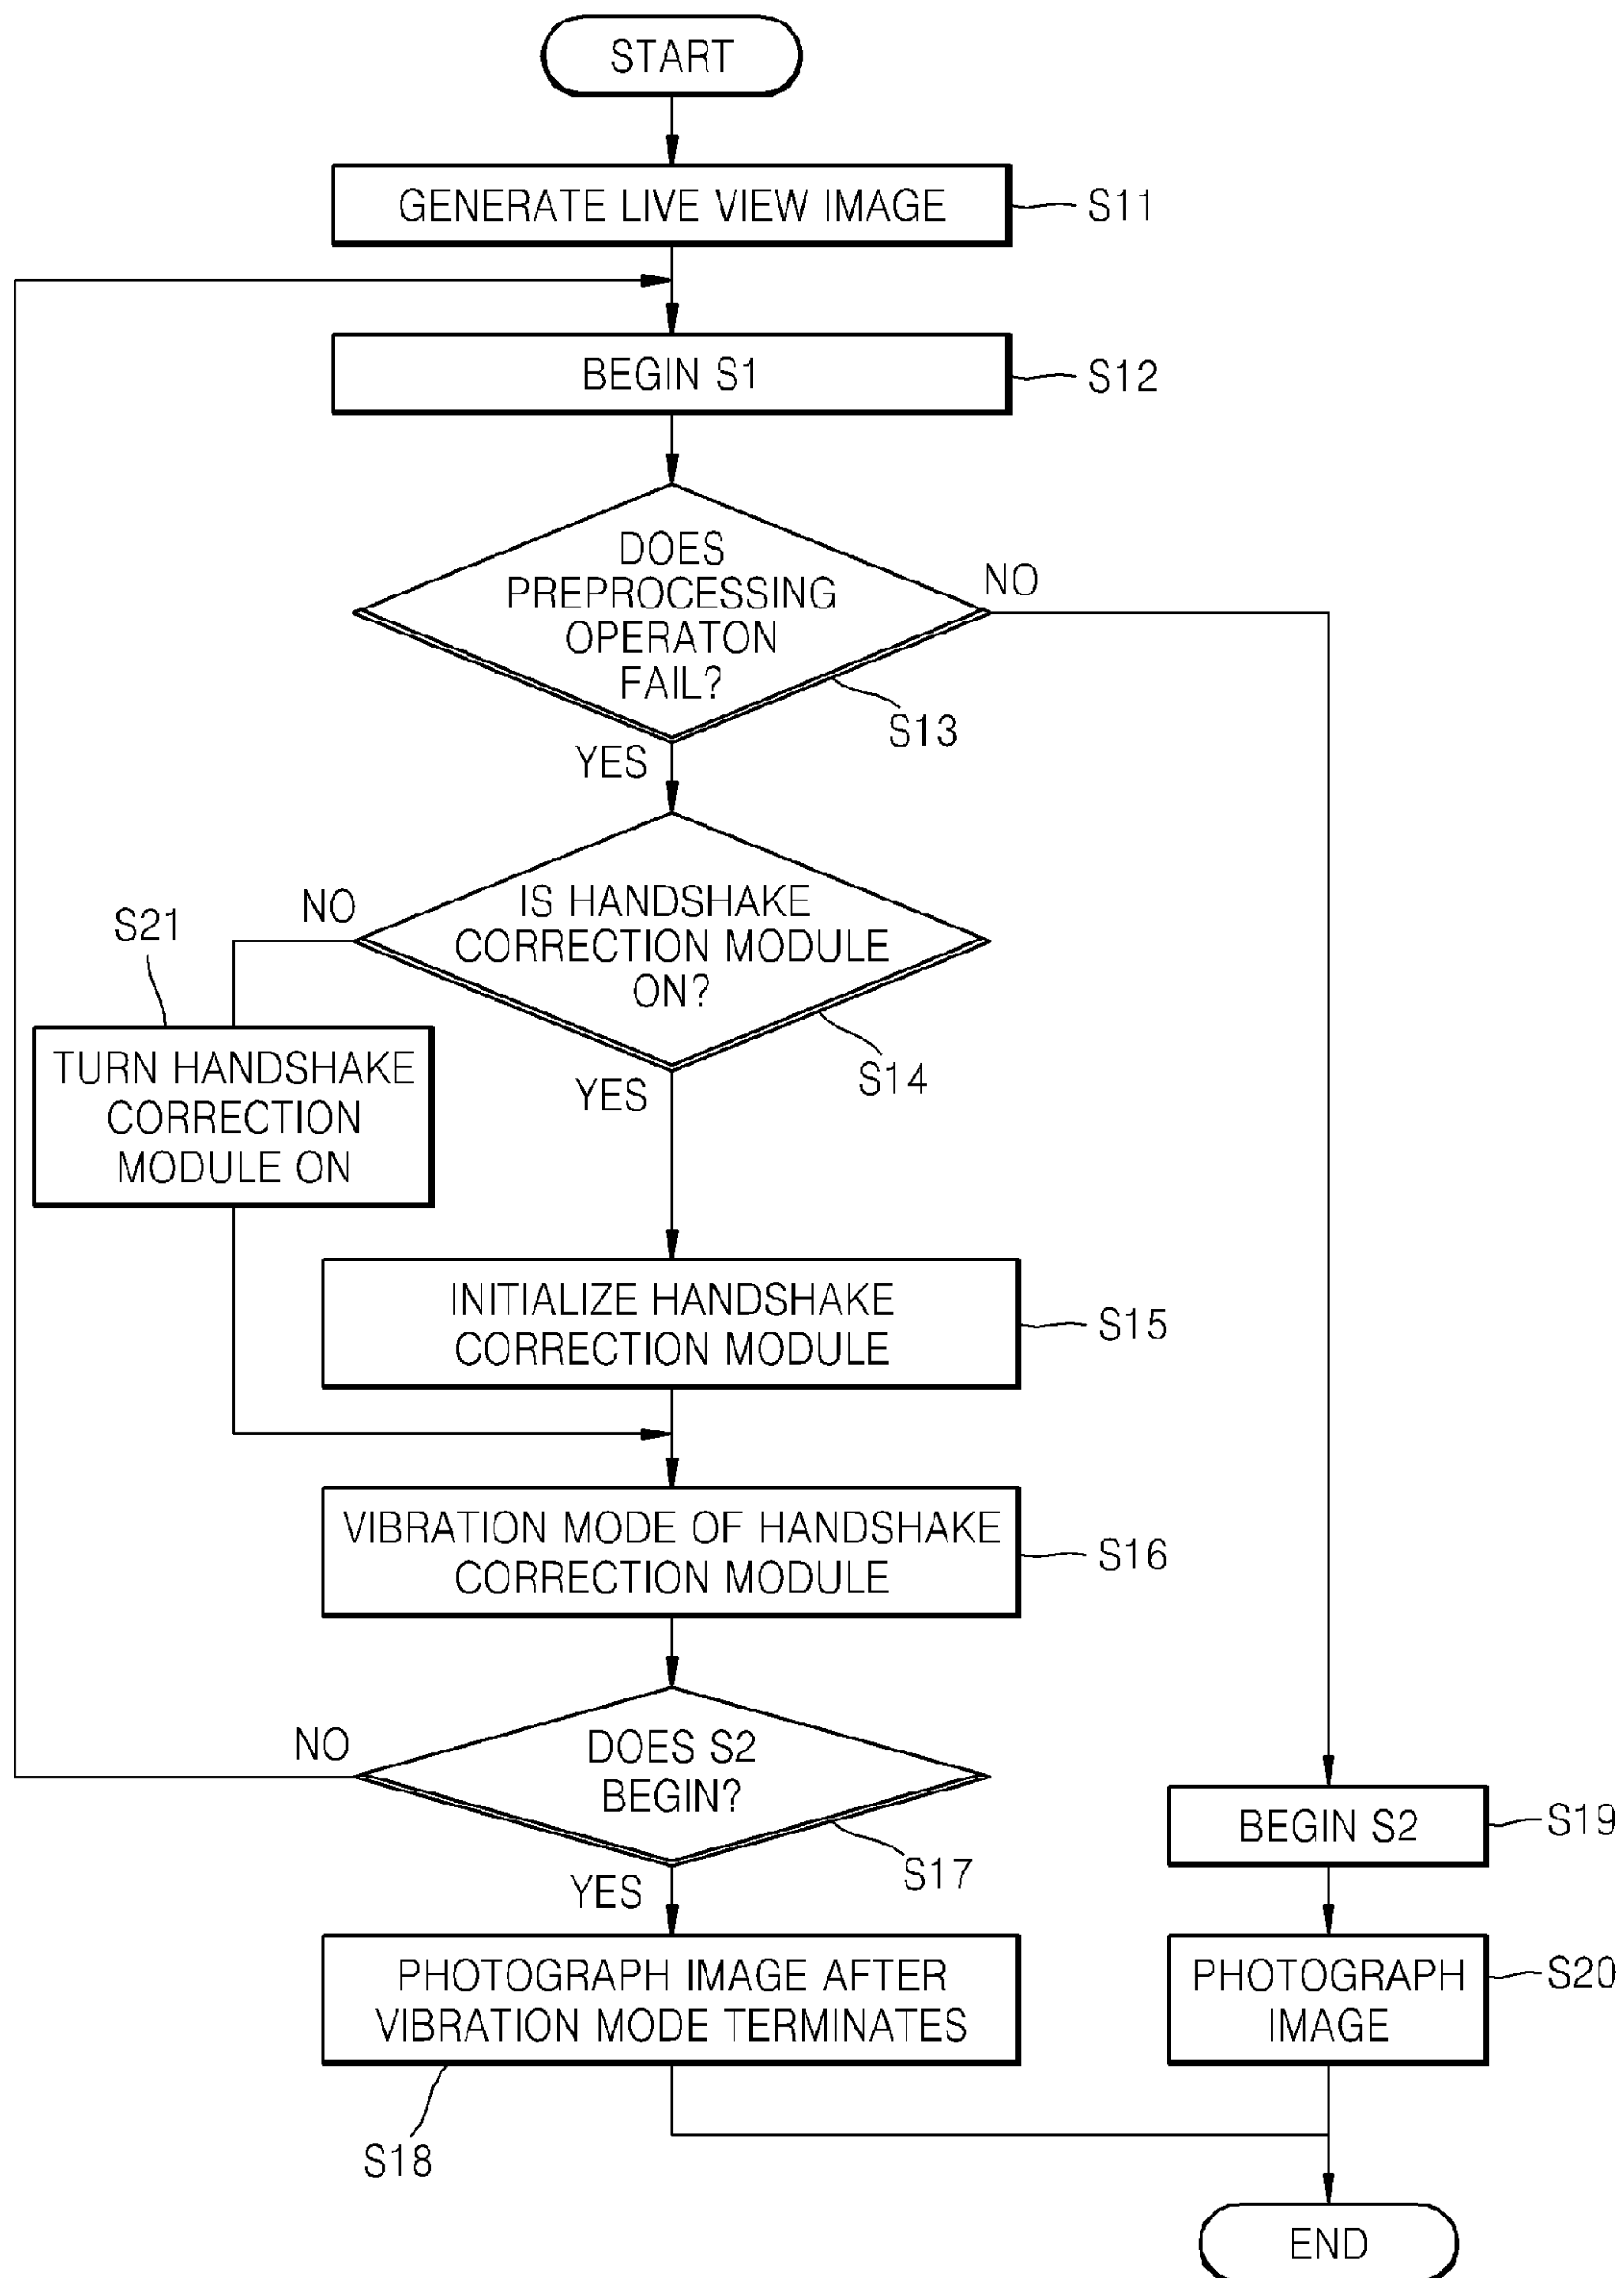 START
GENERATE LIVE VIEW IMAGE
S11
BEGIN S1
S12
DOES
PREPROCESSING
OPERATON
FAIL?
NO
S13
YES
IS HANDSHAKE
CORRECTION MODULE
ON?
NO
S21
S14
YES
TURN HANDSHAKE
CORRECTION
MODULE ON
INITIALIZE HANDSHAKE
CORRECTION MODULE
S15
VIBRATION MODE OF HANDSHAKE
CORRECTION MODULE
S16
DOES S2
BEGIN?
NO
S17
YES
BEGIN S2
S19
PHOTOGRAPH IMAGE AFTER
VIBRATION MODE TERMINATES
S18
PHOTOGRAPH
IMAGE
S20
END